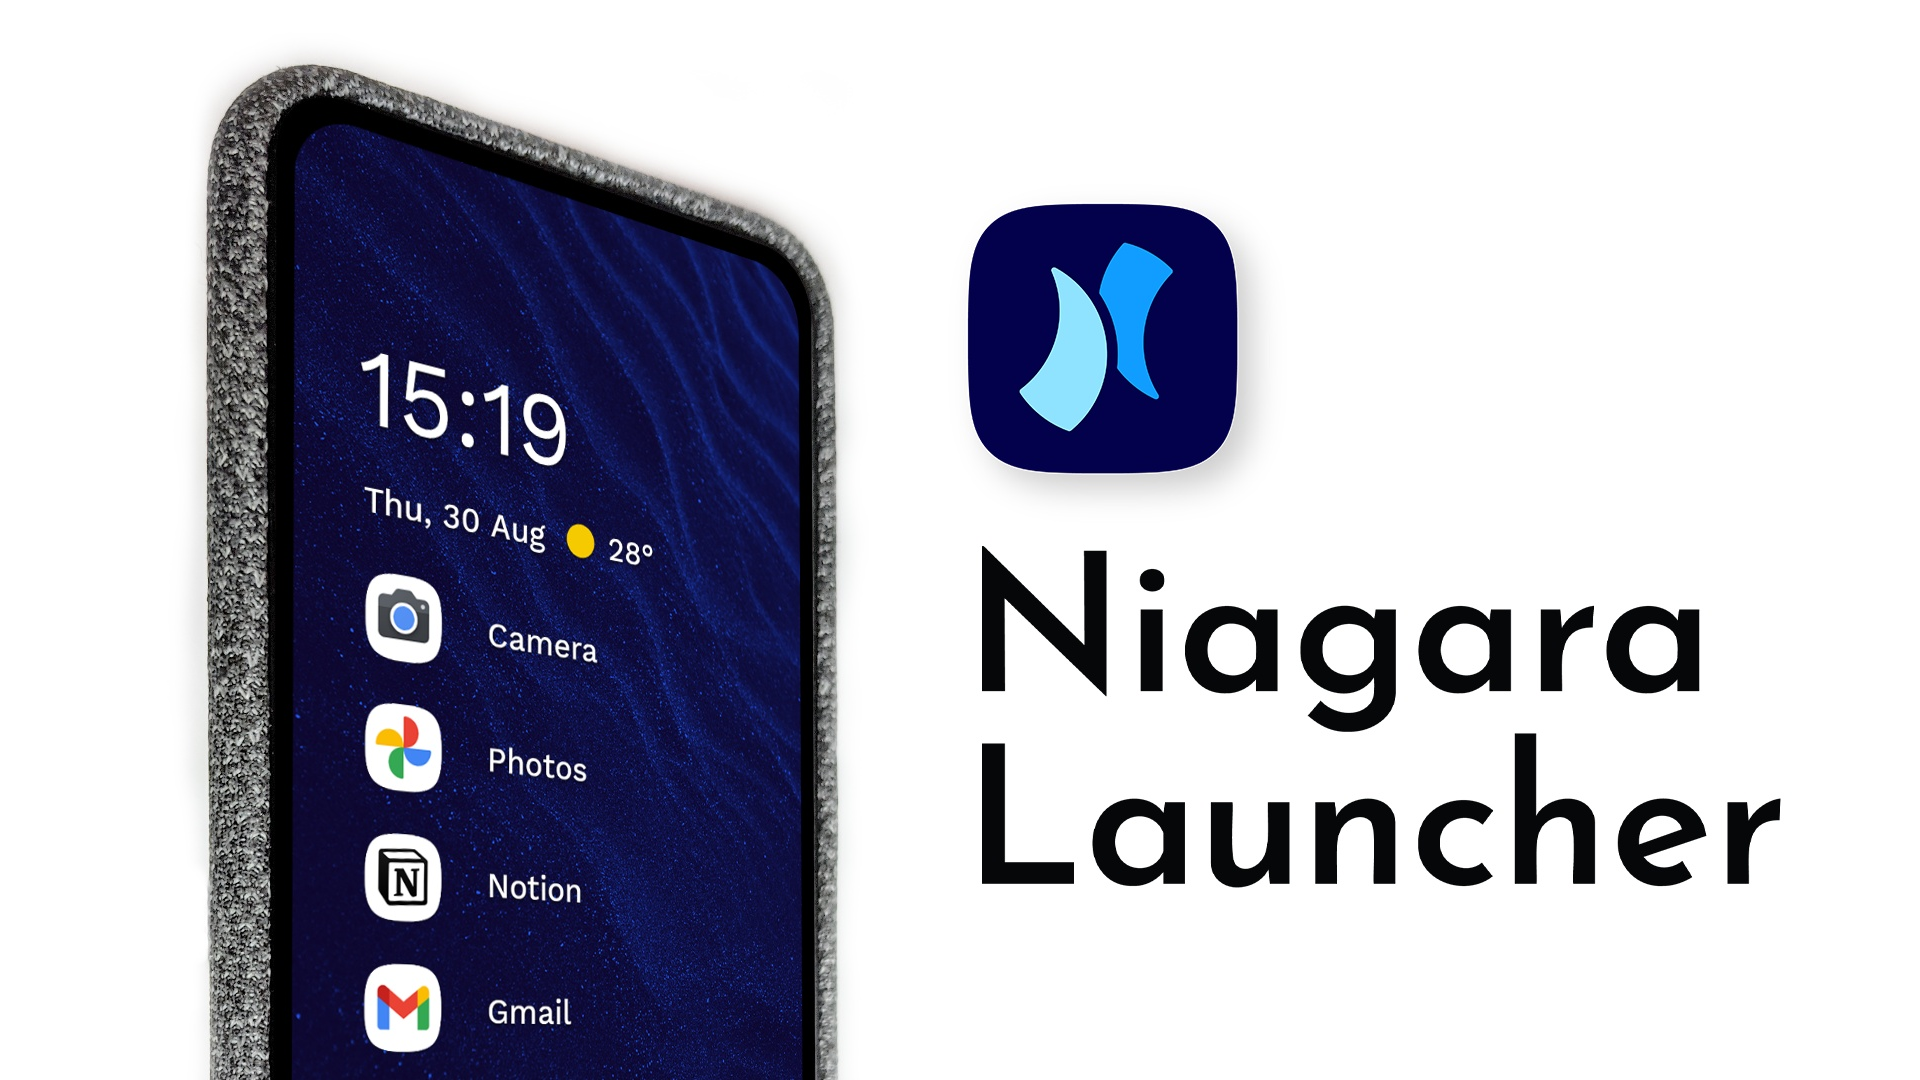 15:19
Thu, 30 Aug 28°
Camera
Photos
N Notion
Gmail
Niagara
Launcher